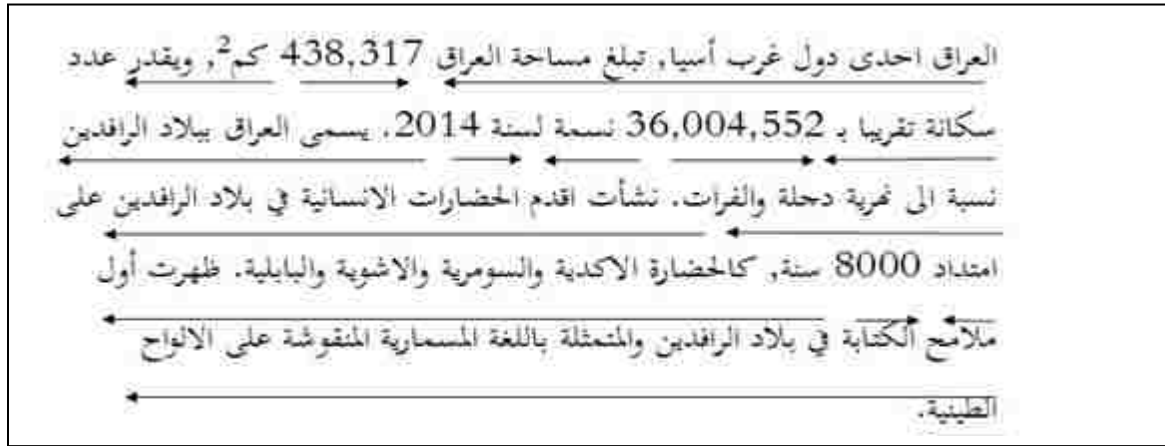 العراق احدى دول غرب أسيا, تبلغ مساحة العراق 438,317 كم², ويقدر عدد
سكانة تقريبا بـ 36,004,552 نسمة لسنة 2014. يسمى العراق ببلاد الرافدين
نسبة الى نهرية دجلة والفرات. نشأت اقدم الحضارات الانسانية في بلاد الرافدين على
امتداد 8000 سنة, كالحضارة الاكدية والسومرية والاشوية والبابلية. ظهرت أول
ملامح الكتابة في بلاد الرافدين والمتمثلة باللغة المسمارية المنقوشة على الالواح
الطينية.